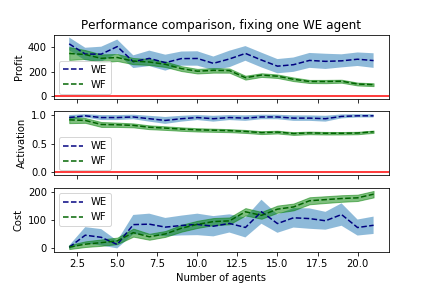 Performance comparison, fixing one WE agent
Profit
400
200
0
WE
WF
Activation
1.0
0.5
0.0
WE
WF
Cost
200
100
0
WE
WF
2.5 5.0 7.5 10.0 12.5 15.0 17.5 20.0
Number of agents